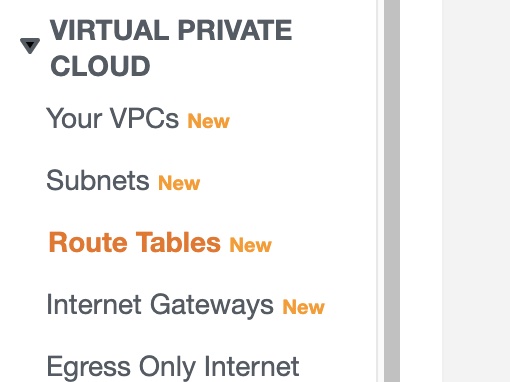 VIRTUAL PRIVATE
CLOUD
Your VPCs New
Subnets New
Route Tables New
Internet Gateways New
Egress Only Internet